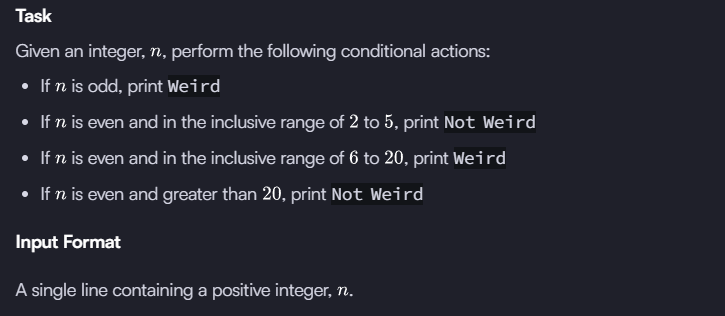 Task
Given an integer, n, perform the following conditional actions:
• If n is odd, print Weird
• If n is even and in the inclusive range of 2 to 5, print Not Weird
• If n is even and in the inclusive range of 6 to 20, print Weird
• If n is even and greater than 20, print Not Weird
Input Format
A single line containing a positive integer, n.